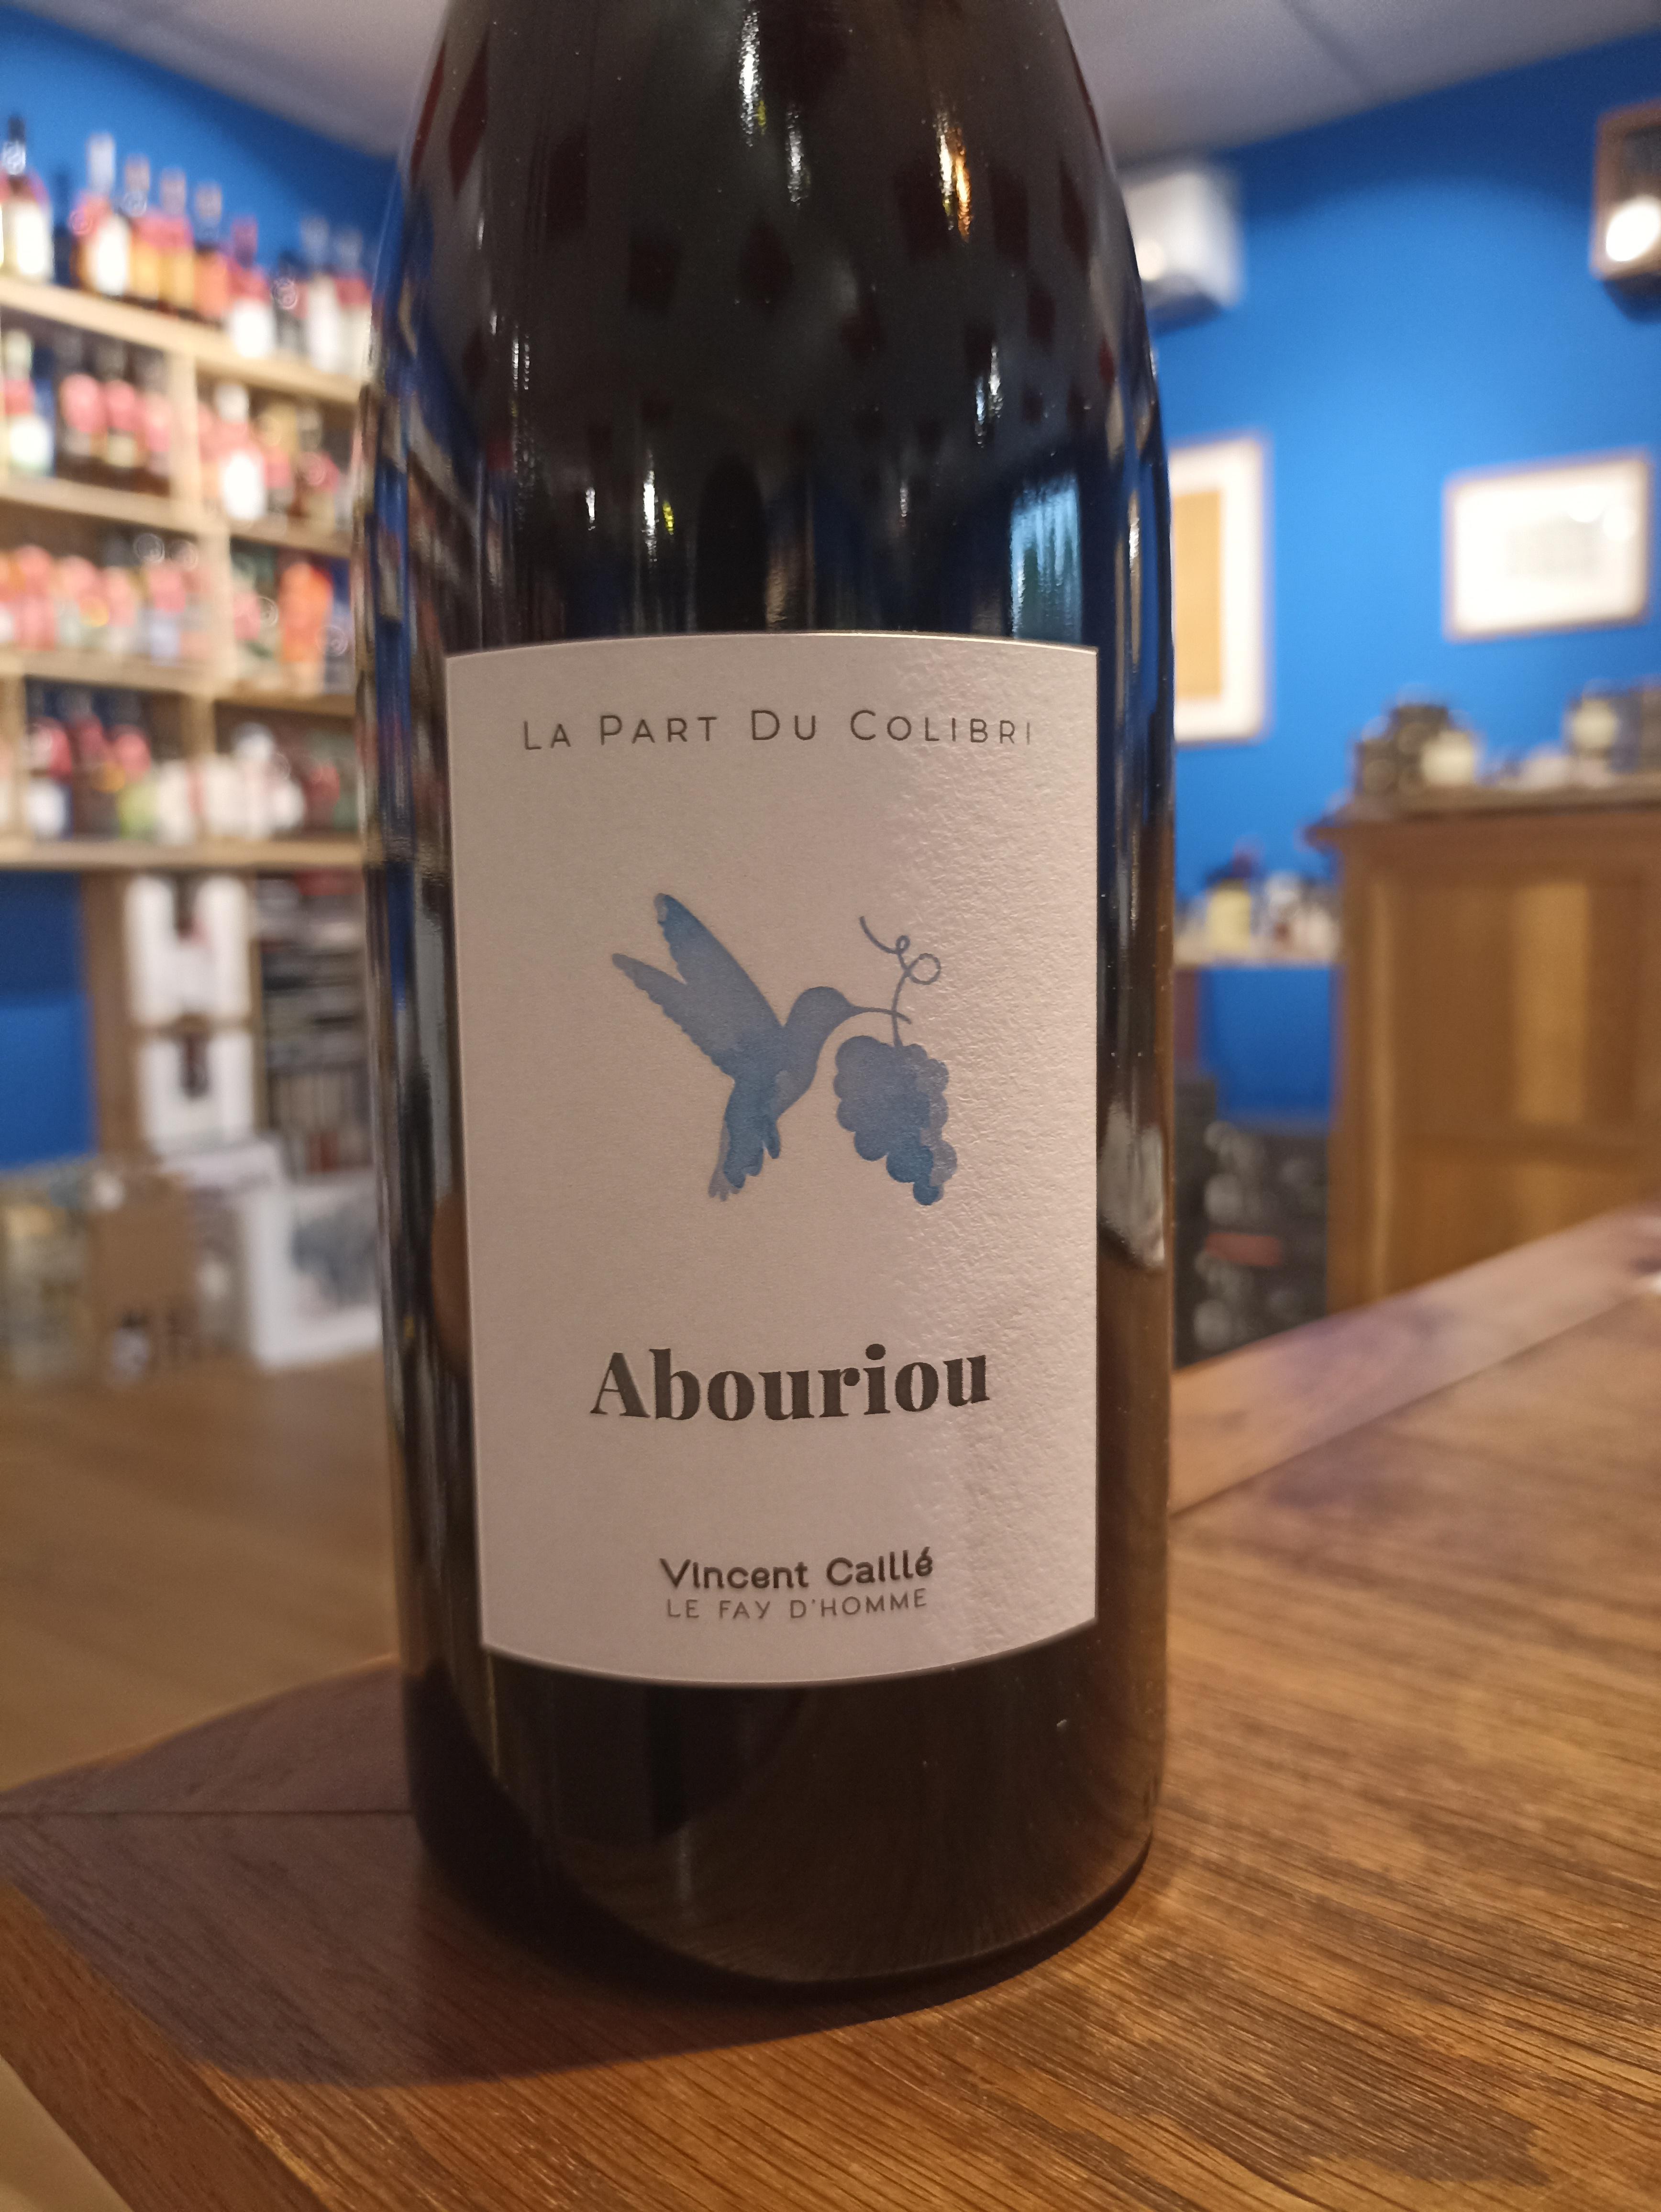 La Part Du Colibri
Abouriou
Vincent Caillé
LE FAY D'HOMME